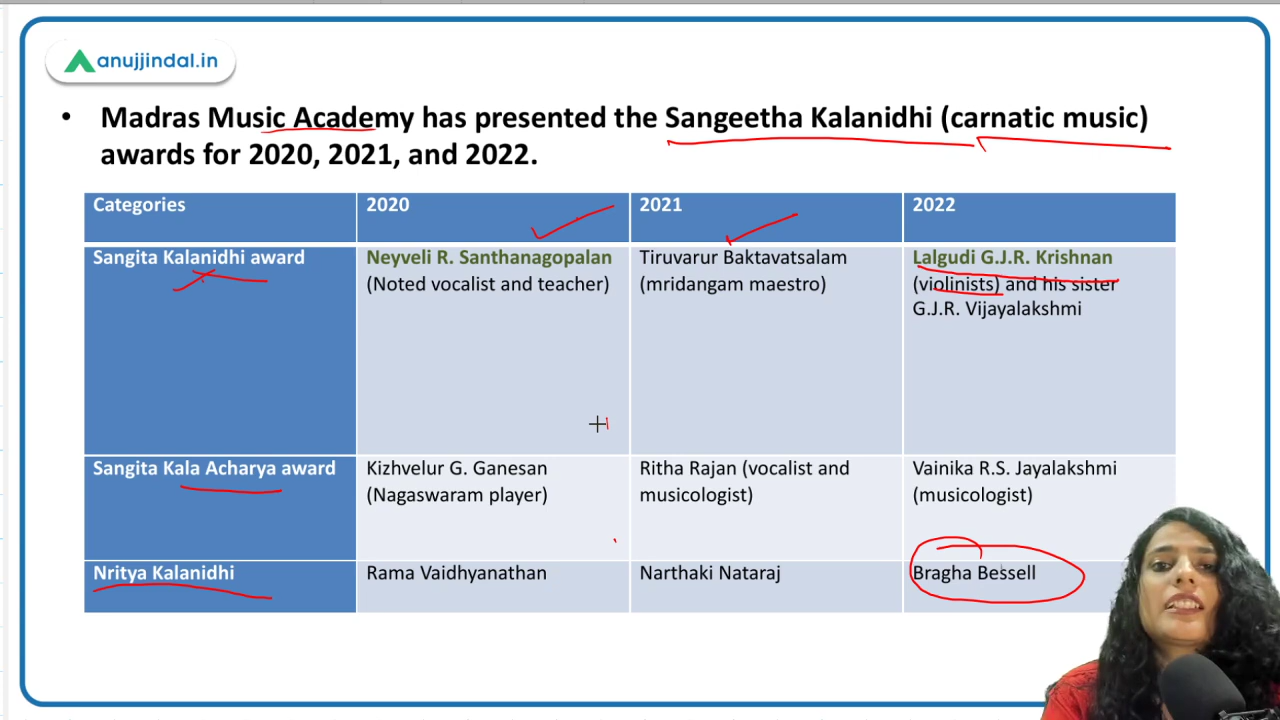 anujjindal.in
• Madras Music Academy has presented the Sangeetha Kalanidhi (carnatic music)
awards for 2020, 2021, and 2022.
Categories 2020 2021 2022
Sangita Kalanidhi award Neyveli R. Santhanagopalan Tiruvarur Baktavatsalam Lalgudi G.J.R. Krishnan
(Noted vocalist and teacher) (mridangam maestro) (violinists) and his sister
G.J.R. Vijayalakshmi
Sangita Kala Acharya award Kizhvelur G. Ganesan Ritha Rajan (vocalist and Vainika R.S. Jayalakshmi
(Nagaswaram player) musicologist) (musicologist)
Nritya Kalanidhi Rama Vaidhyanathan Narthaki Nataraj Bragha Bessell